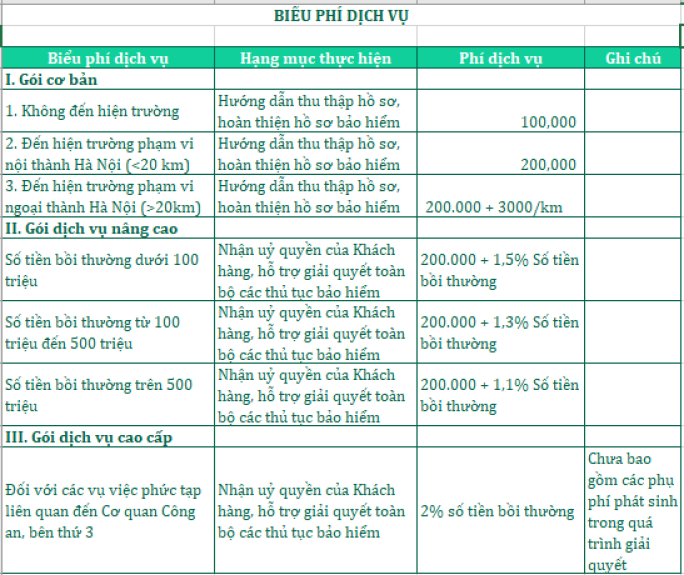 BIỂU PHÍ DỊCH VỤ
Biểu phí dịch vụ Hạng mục thực hiện Phí dịch vụ Ghi chú
I. Gói cơ bản
1. Không đến hiện trường
Hướng dẫn thu thập hồ sơ,
hoàn thiện hồ sơ bảo hiểm
100,000
2. Đến hiện trường phạm vi
nội thành Hà Nội (<20 km)
Hướng dẫn thu thập hồ sơ,
hoàn thiện hồ sơ bảo hiểm
200,000
3. Đến hiện trường phạm vi
ngoại thành Hà Nội (>20km)
Hướng dẫn thu thập hồ sơ,
hoàn thiện hồ sơ bảo hiểm
200.000 + 3000/km
II. Gói dịch vụ nâng cao
Số tiền bồi thường dưới 100
triệu
Nhận uỷ quyền của Khách
hàng, hỗ trợ giải quyết toàn
bộ các thủ tục bảo hiểm
200.000 + 1,5% Số tiền
bồi thường
Số tiền bồi thường từ 100
triệu đến 500 triệu
Nhận uỷ quyền của Khách
hàng, hỗ trợ giải quyết toàn
bộ các thủ tục bảo hiểm
200.000 + 1,3% Số tiền
bồi thường
Số tiền bồi thường trên 500
triệu
Nhận uỷ quyền của Khách
hàng, hỗ trợ giải quyết toàn
bộ các thủ tục bảo hiểm
200.000 + 1,1% Số tiền
bồi thường
III. Gói dịch vụ cao cấp
Đối với các vụ việc phức tạp
liên quan đến Cơ quan Công
an, bên thứ 3
Nhận uỷ quyền của Khách
hàng, hỗ trợ giải quyết toàn
bộ các thủ tục bảo hiểm
2% số tiền bồi thường
Chưa bao
gồm các phụ
phí phát sinh
trong quá
trình giải
quyết